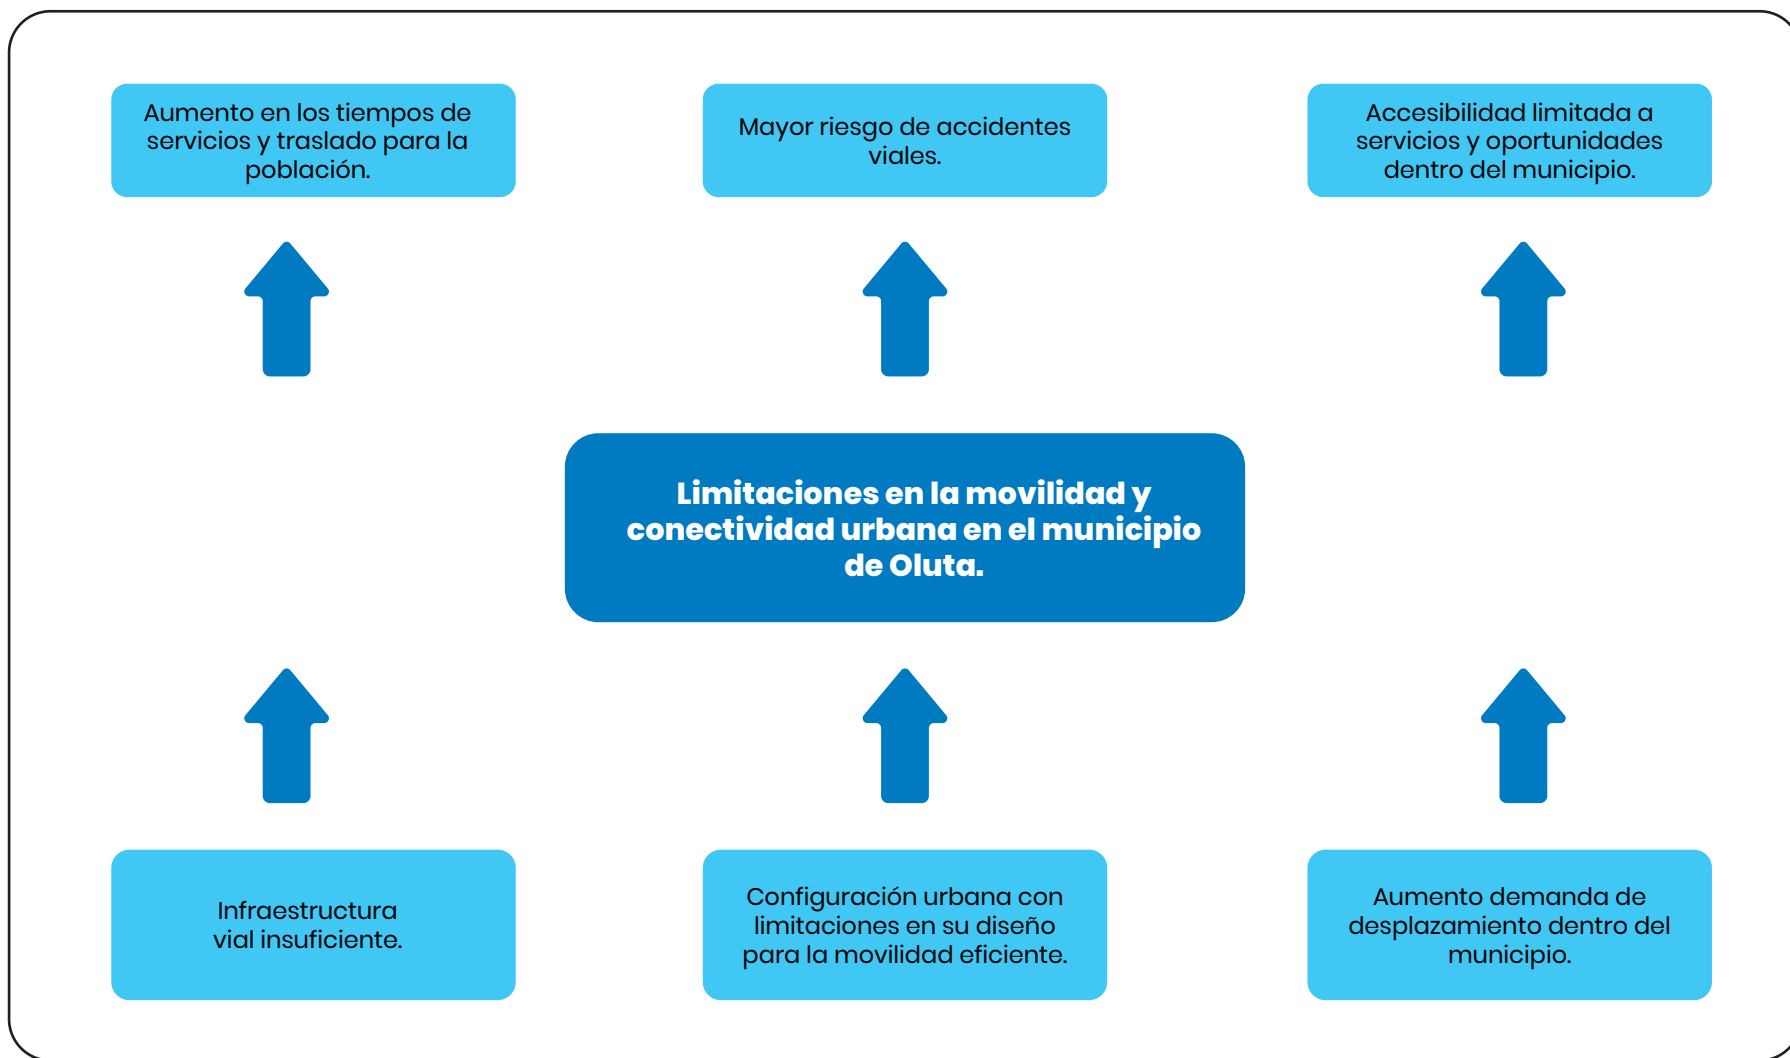 Aumento en los tiempos de
servicios y traslado para la
población.
Mayor riesgo de accidentes
viales.
Accesibilidad limitada a
servicios y oportunidades
dentro del municipio.
Limitaciones en la movilidad y
conectividad urbana en el municipio
de Oluta.
Infraestructura
vial insuficiente.
Configuración urbana con
limitaciones en su diseño
para la movilidad eficiente.
Aumento demanda de
desplazamiento dentro del
municipio.